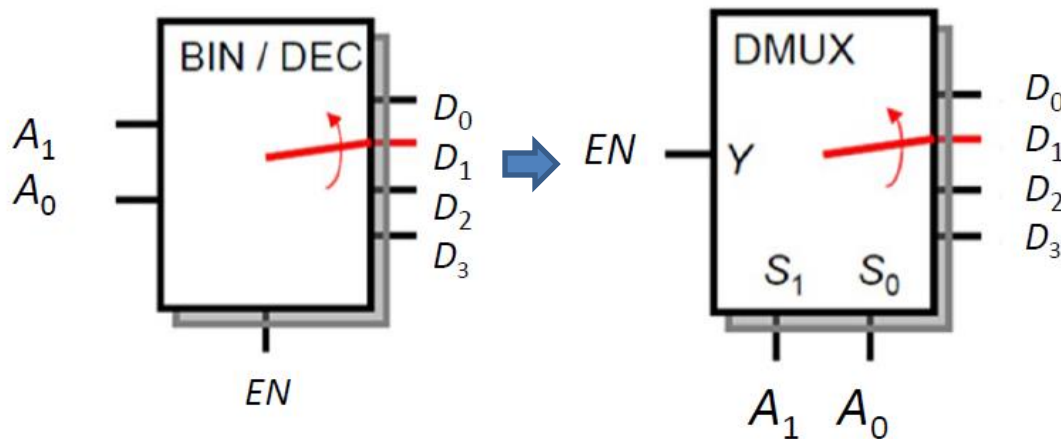 BIN / DEC
A₁
A₀
D₀
D₁
D₂
D₃
EN
DMUX
EN
Y
D₀
D₁
D₂
D₃
S₁ S₀
A₁ A₀